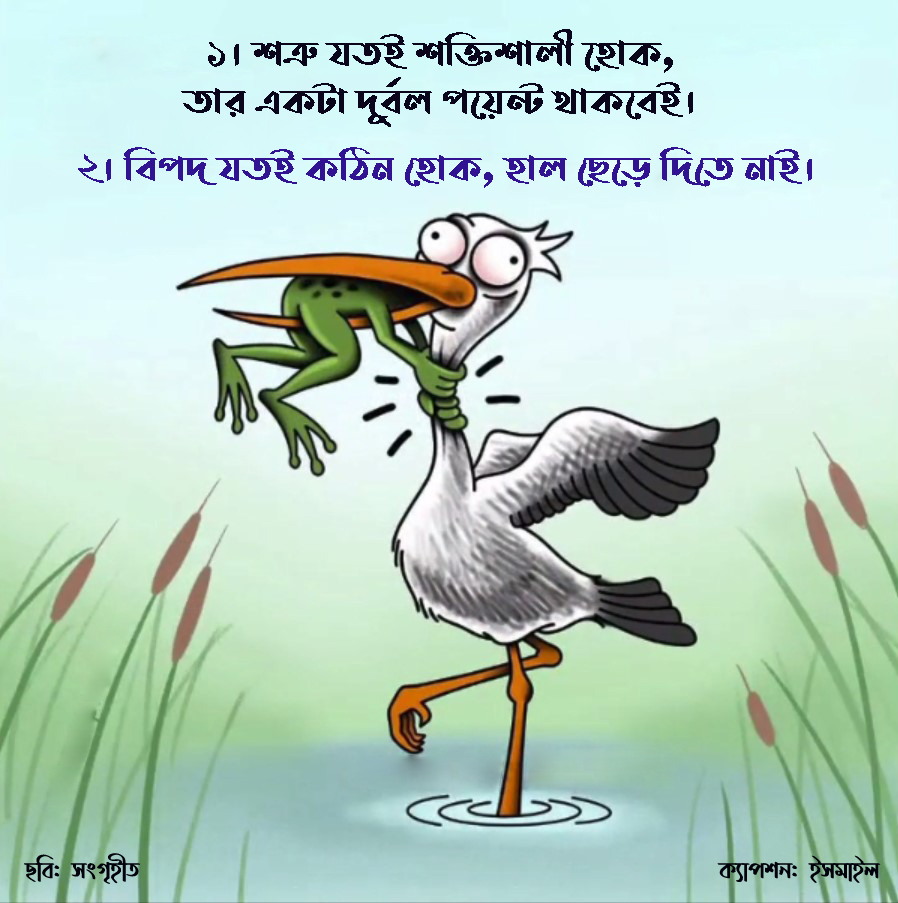 ১। শত্রু যতই শক্তিশালী হোক,
তার একটা দুর্বল পয়েন্ট থাকবেই।
২। বিপদ যতই কঠিন হোক, হাল ছেড়ে দিতে নাই।
ছবি: সংগৃহীত
ক্যাপশন: ইসমাইল